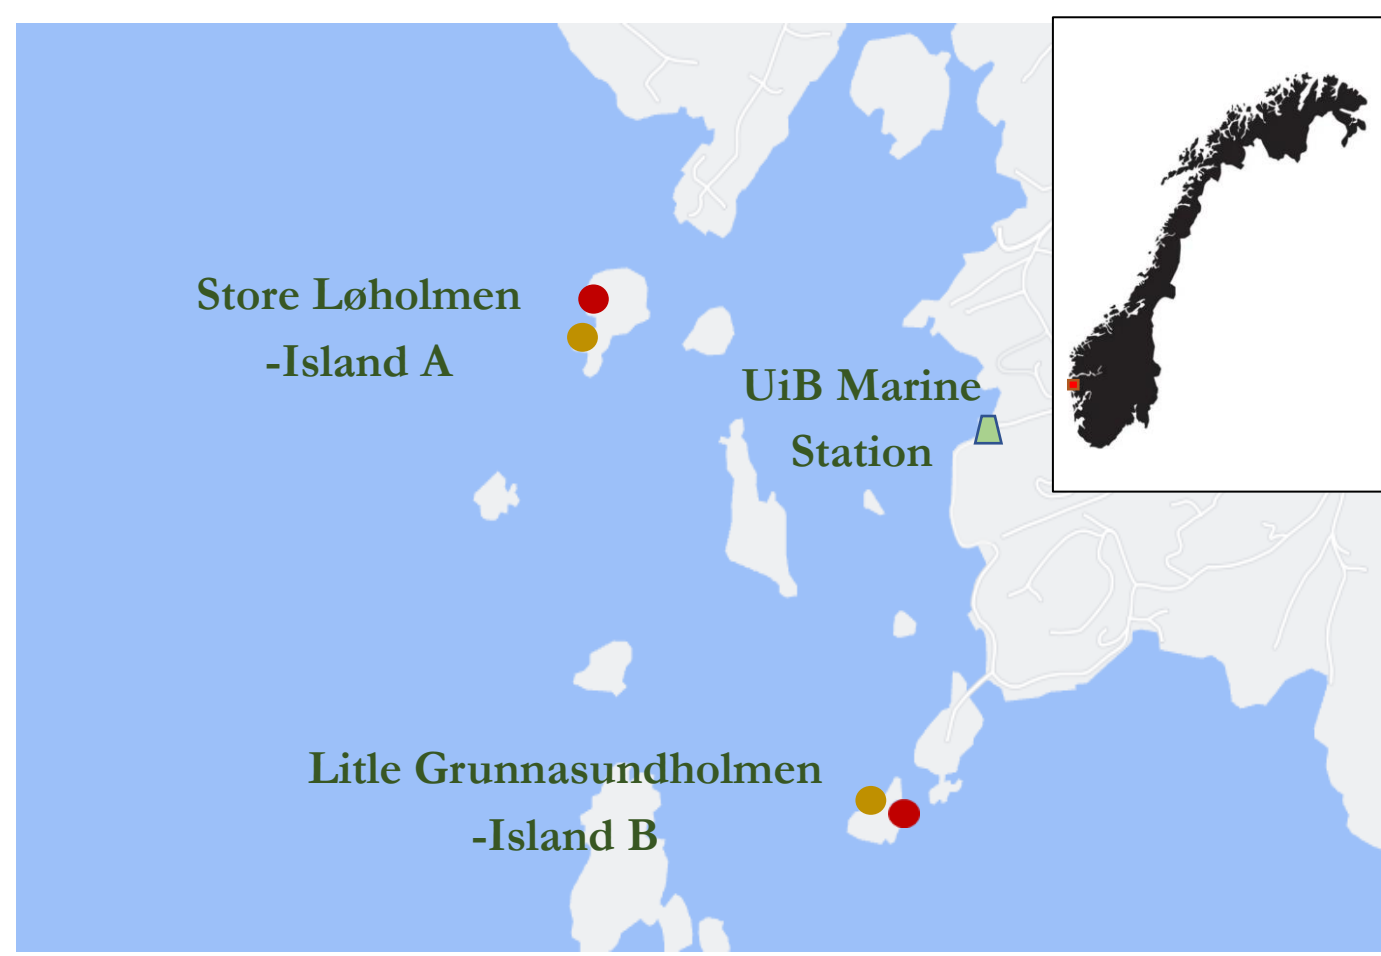 Store Løholmen
-Island A
UiB Marine
Station
Litle Grunnasundholmen
-Island B